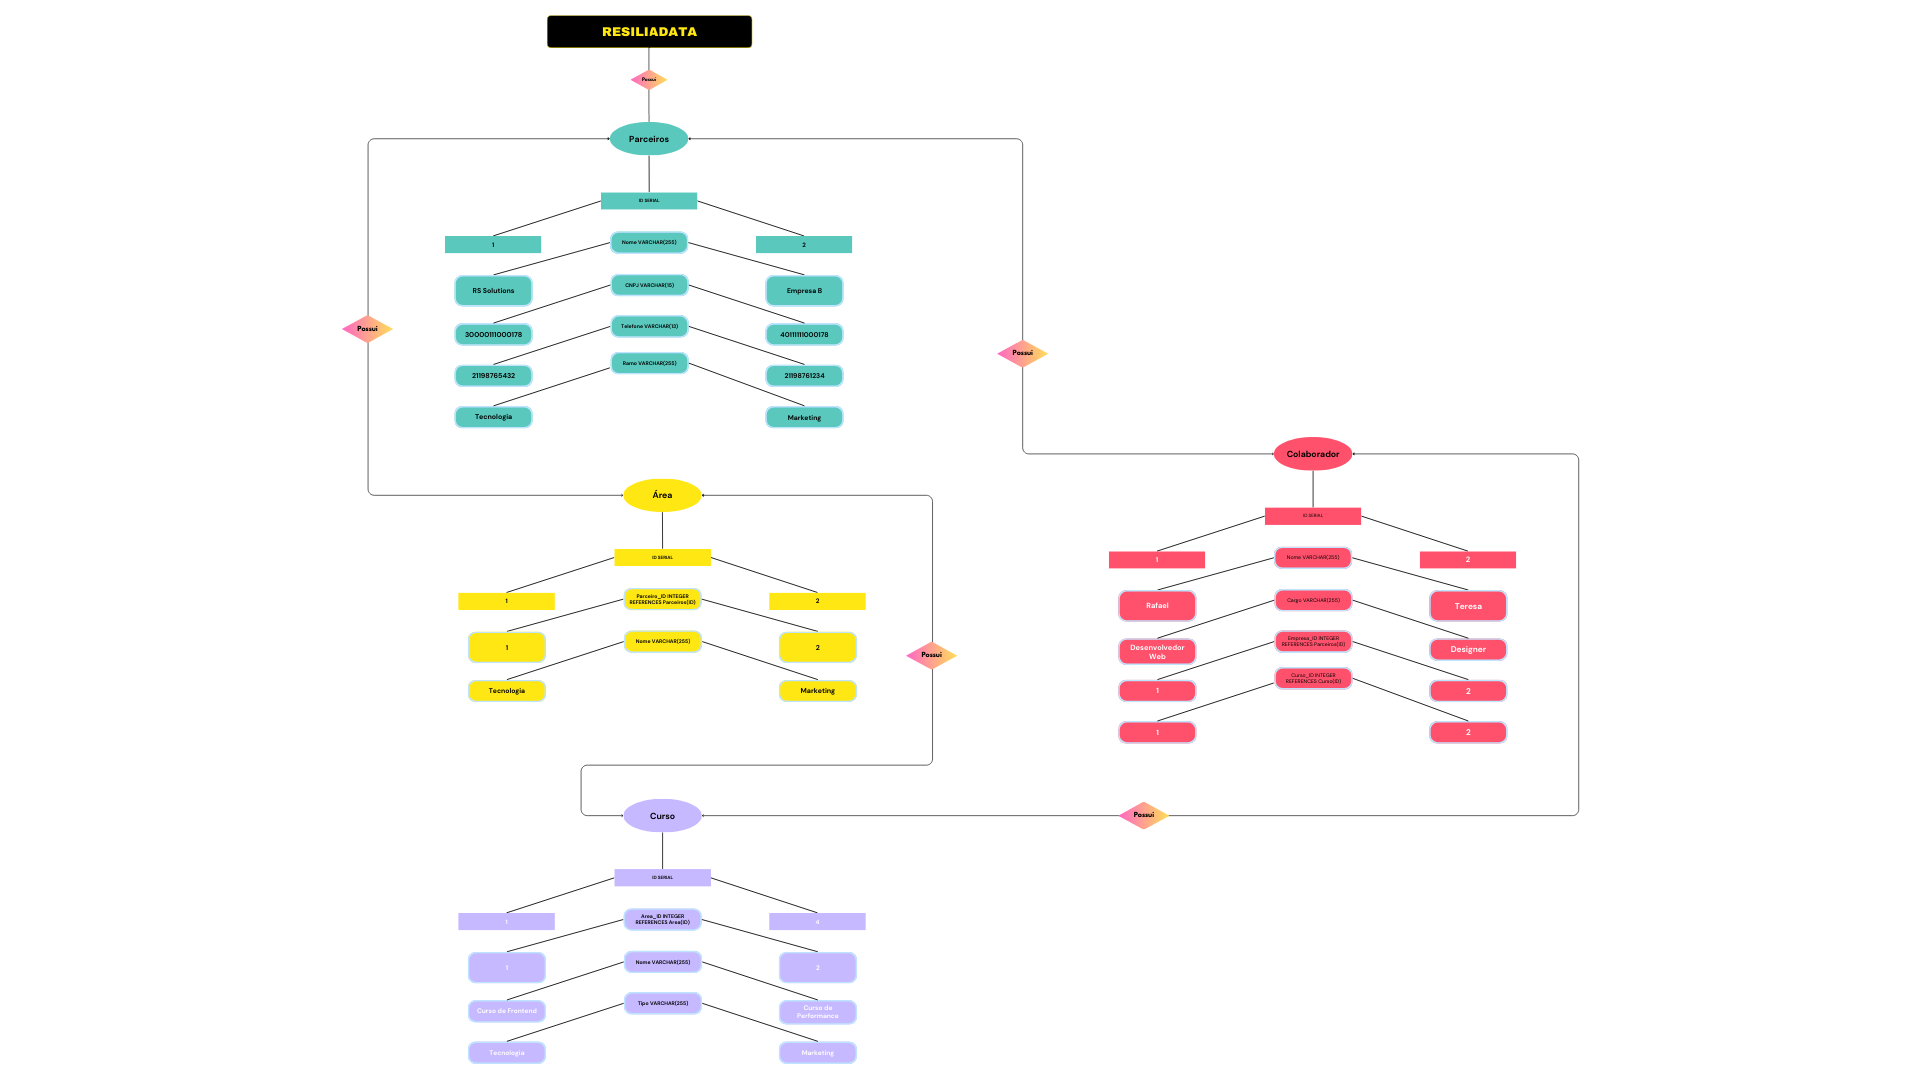 RESILIADATA
Possui
Parceiros
ID SERIAL
1
Nome VARCHAR(255)
2
RS Solutions
CNPJ VARCHAR(15)
Empresa B
30000111000178
Telefone VARCHAR(13)
40111111000178
21198765432
Ramo VARCHAR(255)
21198761234
Tecnologia
Marketing
Possui
Possui
Área
ID SERIAL
1
Parceiro_ID INTEGER
REFERENCES Parceiros(ID)
2
1
Nome VARCHAR(255)
2
Tecnologia
Marketing
Possui
Colaborador
ID SERIAL
1
Nome VARCHAR(255)
2
Rafael
Cargo VARCHAR(255)
Teresa
Desenvolvedor
Web
Empresa_ID INTEGER
REFERENCES Parceiros(ID)
Designer
1
Curso_ID INTEGER
REFERENCES Curso(ID)
2
1
2
Curso
Possui
ID SERIAL
1
Area_ID INTEGER
REFERENCES Area(ID)
4
1
Nome VARCHAR(255)
2
Curso de Frontend
Tipo VARCHAR(255)
Curso de
Performance
Tecnologia
Marketing